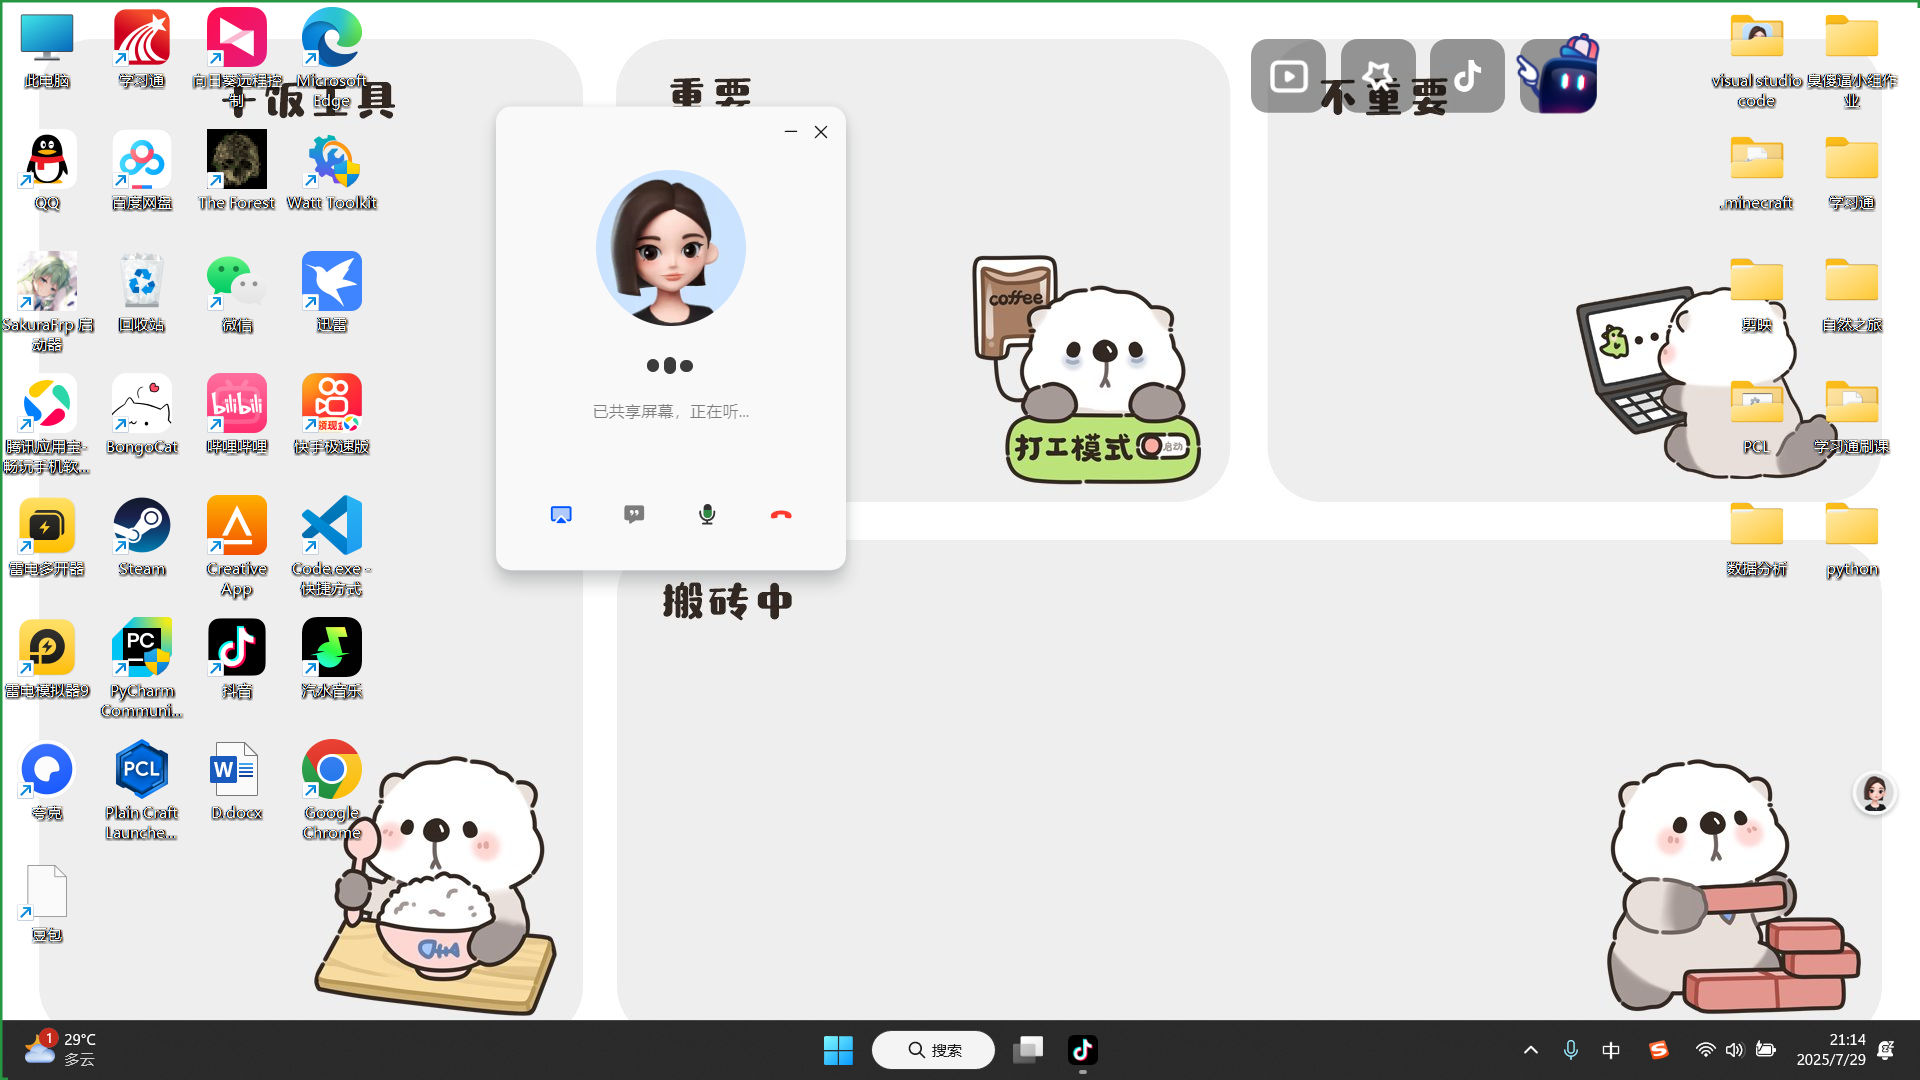 此电脑
学习通
向日葵远程控
制
Microsoft
Edge
干饭工具
QQ
百度网盘
The Forest
Watt Toolkit
SakuraFrp 启
动器
回收站
微信
迅雷
腾讯应用宝-
畅玩手机软...
BongoCat
bilibili
哔哩哔哩
快手极速版
雷电多开器
Steam
Creative
App
Code.exe -
快捷方式
雷电模拟器9
PC
PyCharm
Communi...
抖音
汽水音乐
夸克
PCL
Plain Craft
Launche...
W
D.docx
Google
Chrome
豆包
重要
已共享屏幕，正在听...
coffee
打工模式
启动
不重要
搬砖中
visual studio
code
臭傻逼小组作
业
.minecraft
学习通
剪映
自然之旅
PCL
学习通刷课
数据分析
python
1
29°C
多云
搜索
中
21:14
2025/7/29